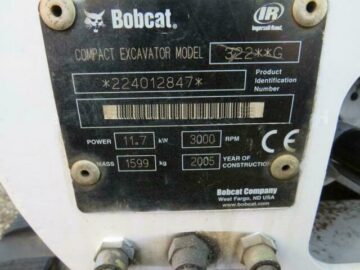 Bobcat. IR
Ingersoll-Rand
COMPACT EXCAVATOR MODEL 322**G
*224012847* Product
Identification
Number
POWER 11.7 kW 3000 RPM CE
MASS 1599 kg 2005 YEAR OF
CONSTRUCTION
Bobcat Company
West Fargo, ND USA
www.bobcat.com